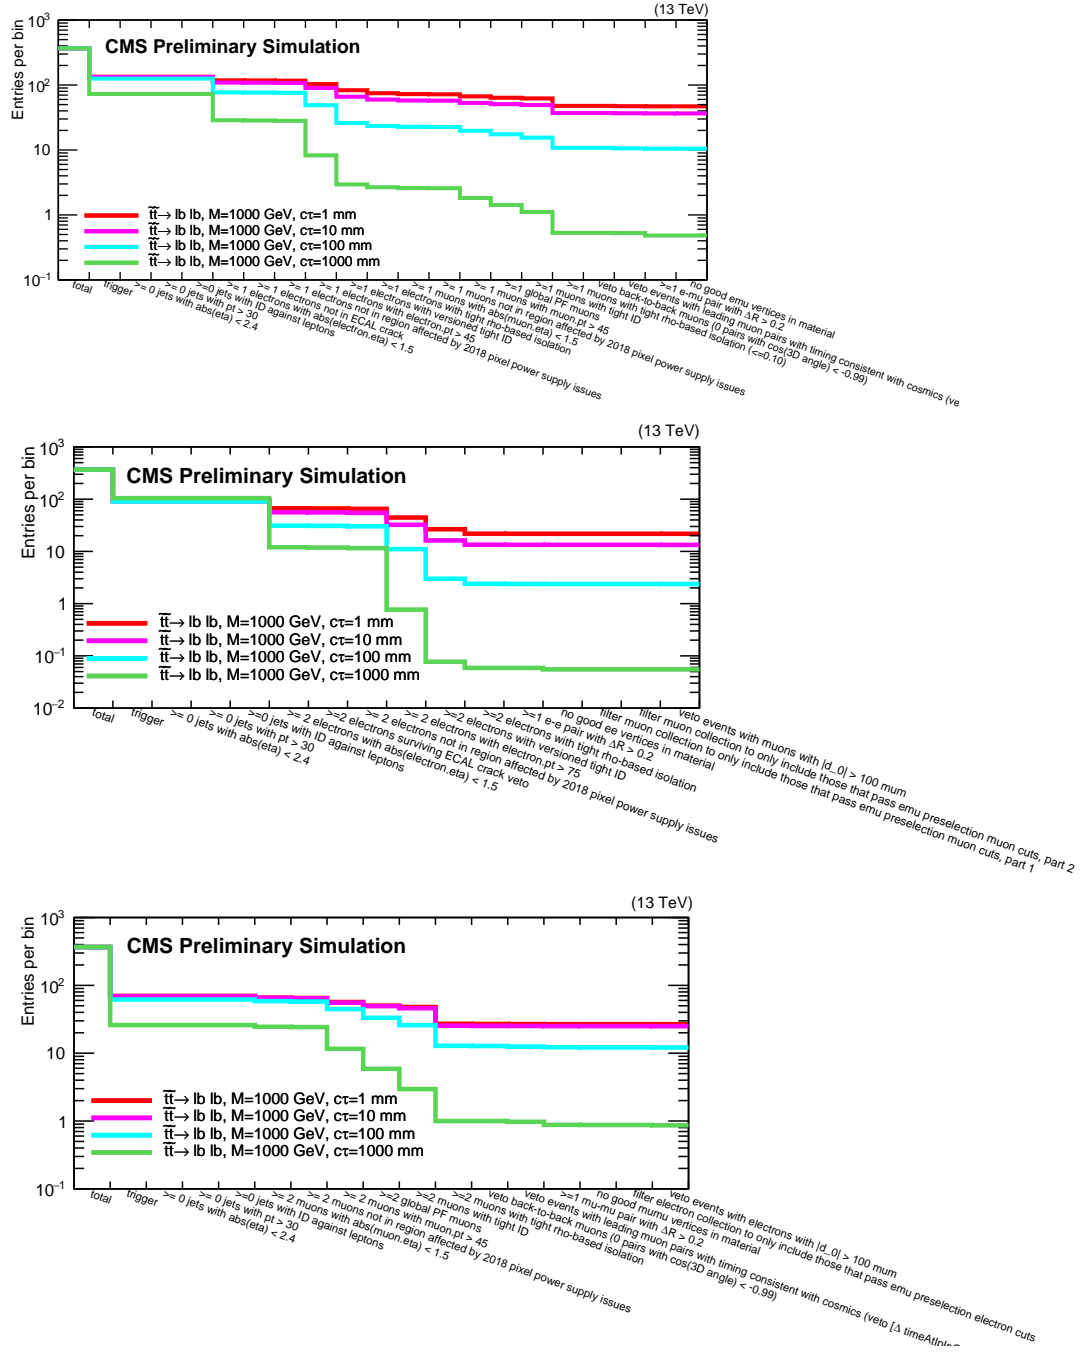 (13 TeV)
CMS Preliminary Simulation
Entries per bin
10³
10²
10
1
10⁻¹
t̃t̃→ lb lb, M=1000 GeV, cτ=1 mm
t̃t̃→ lb lb, M=1000 GeV, cτ=10 mm
t̃t̃→ lb lb, M=1000 GeV, cτ=100 mm
t̃t̃→ lb lb, M=1000 GeV, cτ=1000 mm
total
trigger
>= 0 jets with abs(eta) < 2.4
>= 0 jets with pt > 30
>=0 jets with ID against leptons
>= 1 electrons with abs(electron.eta) < 1.5
>= 1 electrons not in ECAL crack
>= 1 electrons not in region affected by 2018 pixel power supply issues
>= 1 electrons with electron.pt > 45
>=1 electrons with versioned tight ID
>=1 electrons with tight rho-based isolation
>= 1 muons with abs(muon.eta) < 1.5
>= 1 muons not in region affected by 2018 pixel power supply issues
>= 1 muons with muon.pt > 45
>=1 global PF muons
>=1 muons with tight ID
>=1 muons with tight rho-based isolation (<=0.10)
veto back-to-back muons (0 pairs with cos(3D angle) < -0.99)
veto events with leading muon pairs with timing consistent with cosmics (ve
>=1 e-mu pair with ΔR > 0.2
no good emu vertices in material
(13 TeV)
CMS Preliminary Simulation
Entries per bin
10³
10²
10
1
10⁻¹
10⁻²
t̃t̃→ lb lb, M=1000 GeV, cτ=1 mm
t̃t̃→ lb lb, M=1000 GeV, cτ=10 mm
t̃t̃→ lb lb, M=1000 GeV, cτ=100 mm
t̃t̃→ lb lb, M=1000 GeV, cτ=1000 mm
total
trigger
>= 0 jets with abs(eta) < 2.4
>= 0 jets with pt > 30
>=0 jets with ID against leptons
>= 2 electrons with abs(electron.eta) < 1.5
>=2 electrons surviving ECAL crack veto
>= 2 electrons not in region affected by 2018 pixel power supply issues
>= 2 electrons with electron.pt > 75
>=2 electrons with versioned tight ID
>=2 electrons with tight rho-based isolation
>=1 e-e pair with ΔR > 0.2
no good ee vertices in material
filter muon collection to only include those that pass emu preselection muon cuts, part 1
filter muon collection to only include those that pass emu preselection muon cuts, part 2
veto events with muons with |d_0| > 100 mum
(13 TeV)
CMS Preliminary Simulation
Entries per bin
10³
10²
10
1
10⁻¹
t̃t̃→ lb lb, M=1000 GeV, cτ=1 mm
t̃t̃→ lb lb, M=1000 GeV, cτ=10 mm
t̃t̃→ lb lb, M=1000 GeV, cτ=100 mm
t̃t̃→ lb lb, M=1000 GeV, cτ=1000 mm
total
trigger
>= 0 jets with abs(eta) < 2.4
>= 0 jets with pt > 30
>=0 jets with ID against leptons
>= 2 muons with abs(muon.eta) < 1.5
>= 2 muons not in region affected by 2018 pixel power supply issues
>= 2 muons with muon.pt > 45
>=2 global PF muons
>=2 muons with tight ID
>=2 muons with tight rho-based isolation
veto back-to-back muons (0 pairs with cos(3D angle) < -0.99)
veto events with leading muon pairs with timing consistent with cosmics (veto [Δ
>=1 mu-mu pair with ΔR > 0.2
no good mumu vertices in material
filter electron collection to only include those that pass emu preselection electron cuts
veto events with electrons with |d_0| > 100 mum